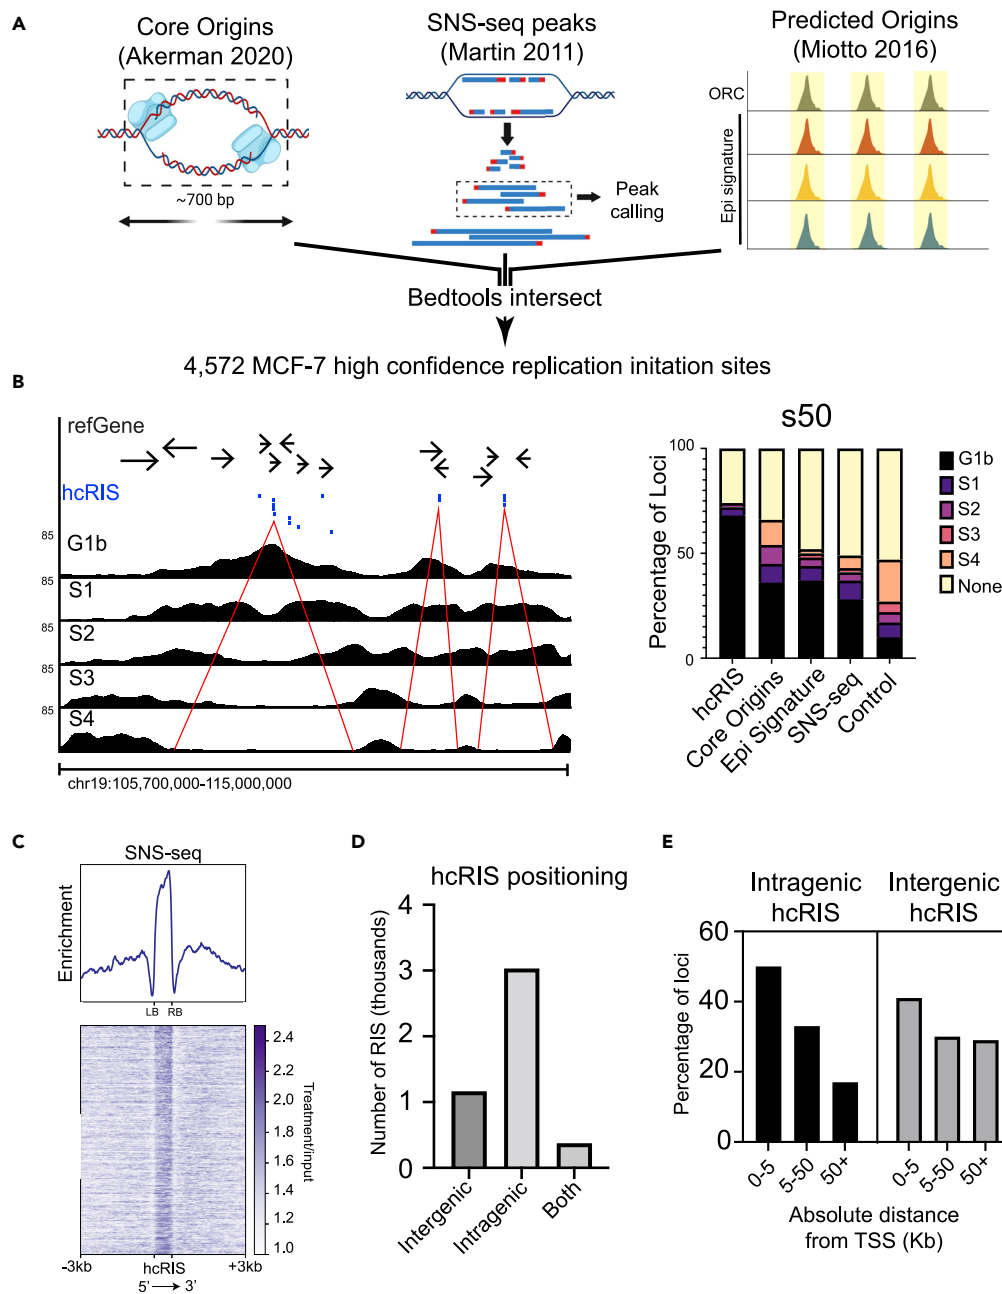 A
Core Origins
(Akerman 2020)
~700 bp
SNS-seq peaks
(Martin 2011)
Peak
calling
Predicted Origins
(Miotto 2016)
ORC
Epi signature
Bedtools intersect
4,572 MCF-7 high confidence replication initation sites
B
refGene
hcRIS
85
G1b
85
S1
85
S2
85
S3
85
S4
chr19:105,700,000-115,000,000
s50
Percentage of Loci
100
50
0
hcRIS
Core Origins
Epi Signature
SNS-seq
Control
G1b
S1
S2
S3
S4
None
C
SNS-seq
Enrichment
LB
RB
2.4
2.2
2.0
1.8
1.6
1.4
1.2
1.0
Treatment/input
-3kb
hcRIS
+3kb
5’
3’
D
hcRIS positioning
Number of RIS (thousands)
4
3
2
1
0
Intergenic
Intragenic
Both
E
Intragenic
hcRIS
Intergenic
hcRIS
Percentage of loci
60
40
20
0
0-5
5-50
50+
0-5
5-50
50+
Absolute distance
from TSS (Kb)